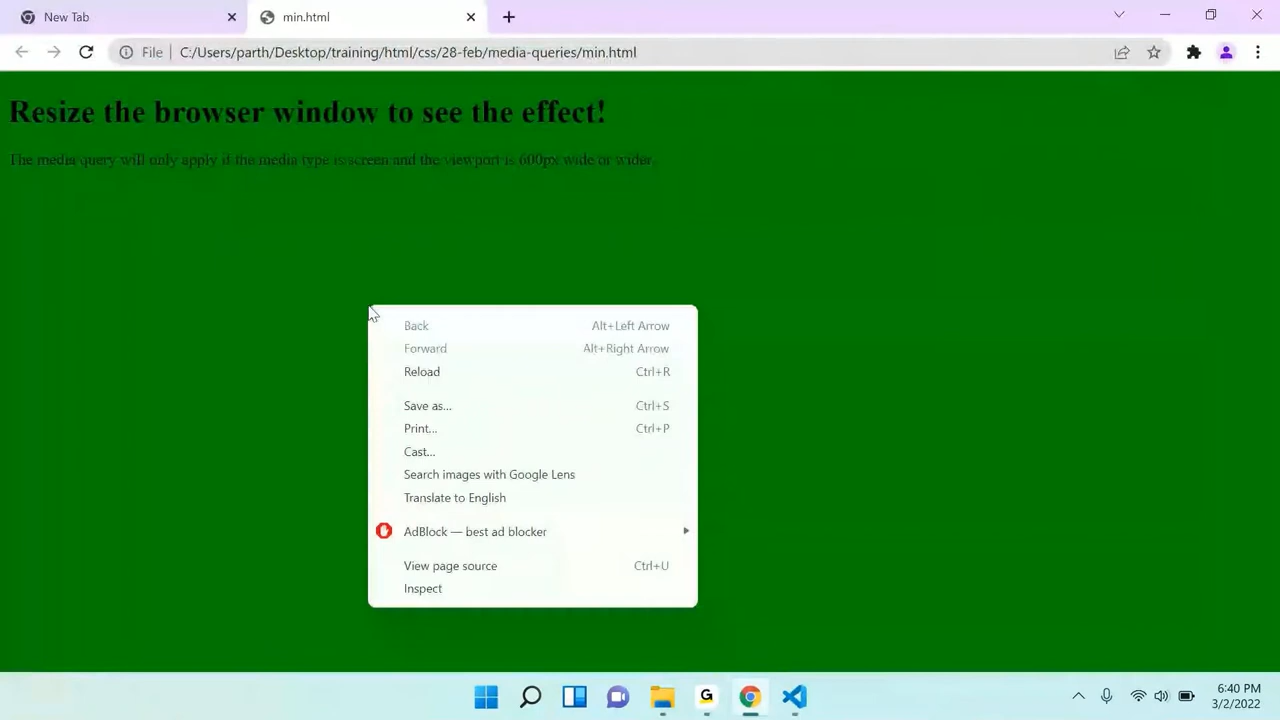 New Tab
min.html
File
C:/Users/parth/Desktop/training/html/css/28-feb/media-queries/min.html
Resize the browser window to see the effect!
The media query will only apply if the media type is screen and the viewport is 600px wide or wider.
Back Alt+Left Arrow
Forward Alt+Right Arrow
Reload Ctrl+R
Save as... Ctrl+S
Print... Ctrl+P
Cast...
Search images with Google Lens
Translate to English
AdBlock — best ad blocker
View page source Ctrl+U
Inspect
G
6:40 PM
3/2/2022